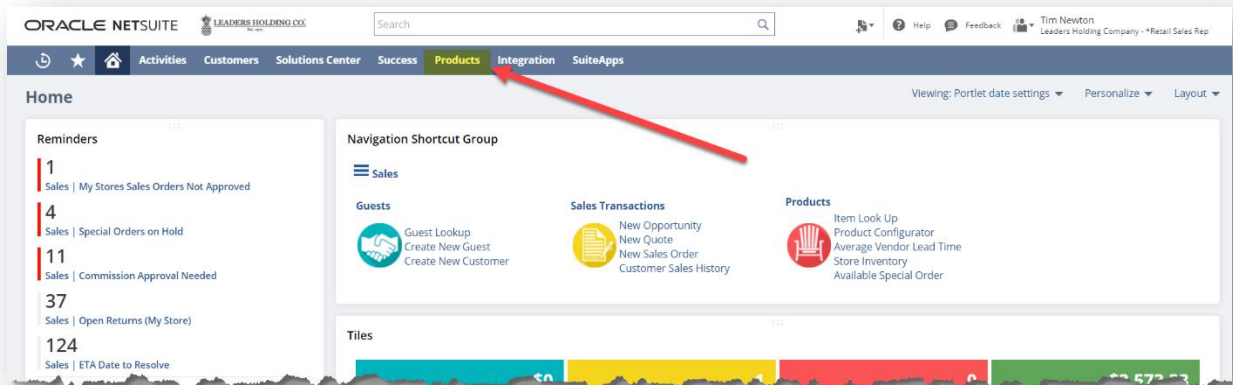 ORACLE NETSUITE LEADERS HOLDING CO. Search Help Feedback Tim Newton
Leaders Holding Company - *Retail Sales Rep
Activities Customers Solutions Center Success Products Integration SuiteApps
Home Viewing: Portlet date settings Personalize Layout
Reminders
1
Sales | My Stores Sales Orders Not Approved
4
Sales | Special Orders on Hold
11
Sales | Commission Approval Needed
37
Sales | Open Returns (My Store)
124
Sales | ETA Date to Resolve
Navigation Shortcut Group
Sales
Guests
Guest Lookup
Create New Guest
Create New Customer
Sales Transactions
New Opportunity
New Quote
New Sales Order
Customer Sales History
Products
Item Look Up
Product Configurator
Average Vendor Lead Time
Store Inventory
Available Special Order
Tiles
$0 1 0